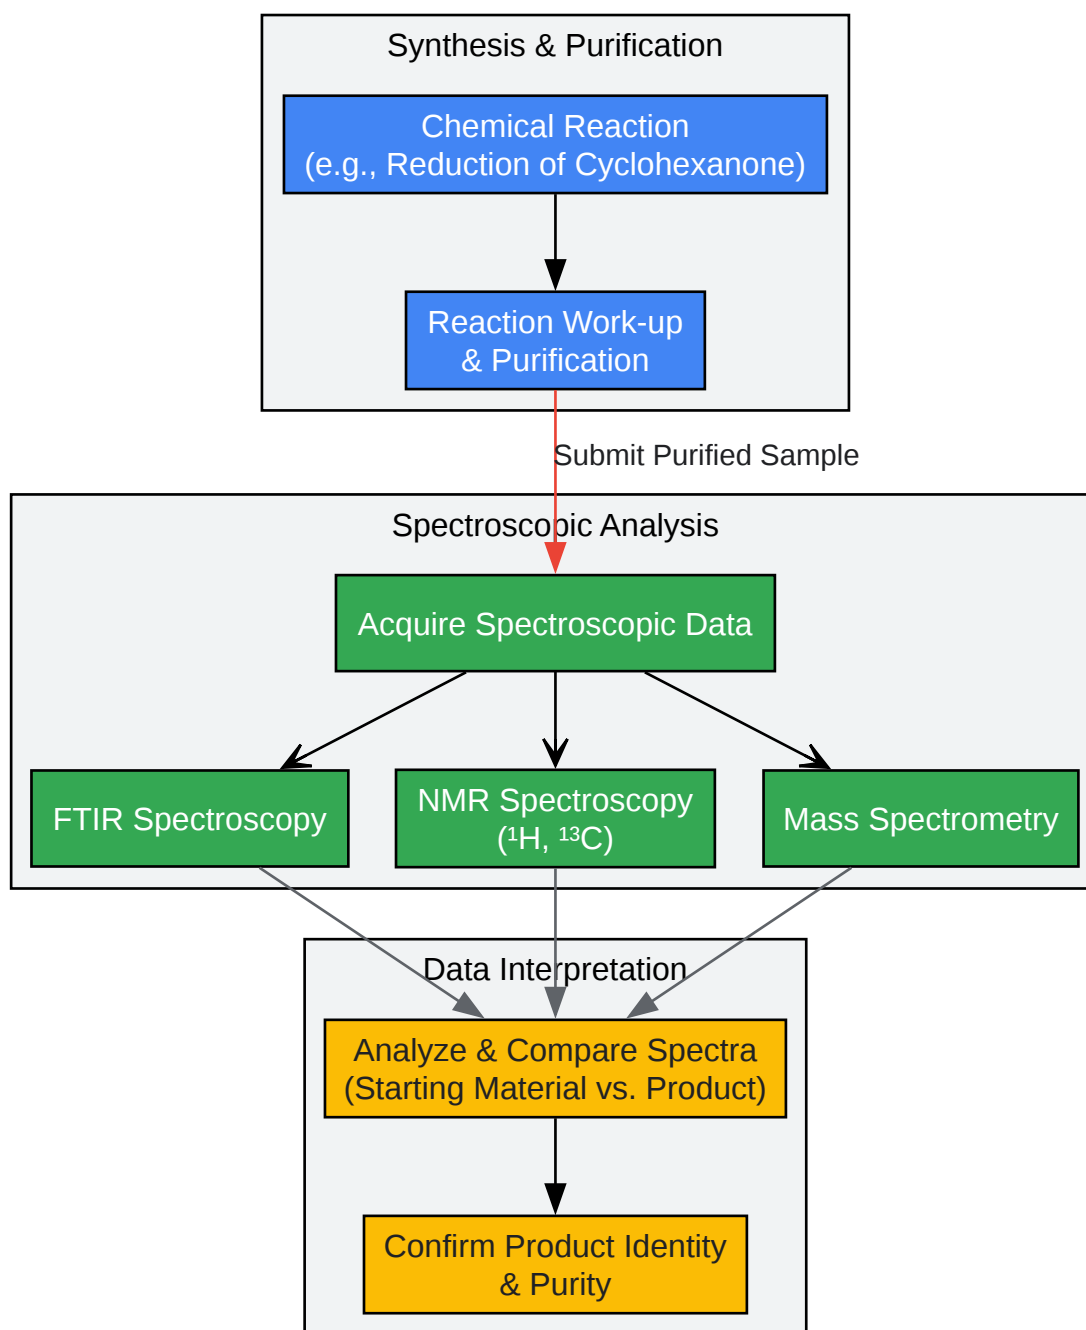 Synthesis & Purification
Chemical Reaction
(e.g., Reduction of Cyclohexanone)
Reaction Work-up
& Purification
Submit Purified Sample
Spectroscopic Analysis
Acquire Spectroscopic Data
FTIR Spectroscopy
NMR Spectroscopy
(¹H, ¹³C)
Mass Spectrometry
Data Interpretation
Analyze & Compare Spectra
(Starting Material vs. Product)
Confirm Product Identity
& Purity